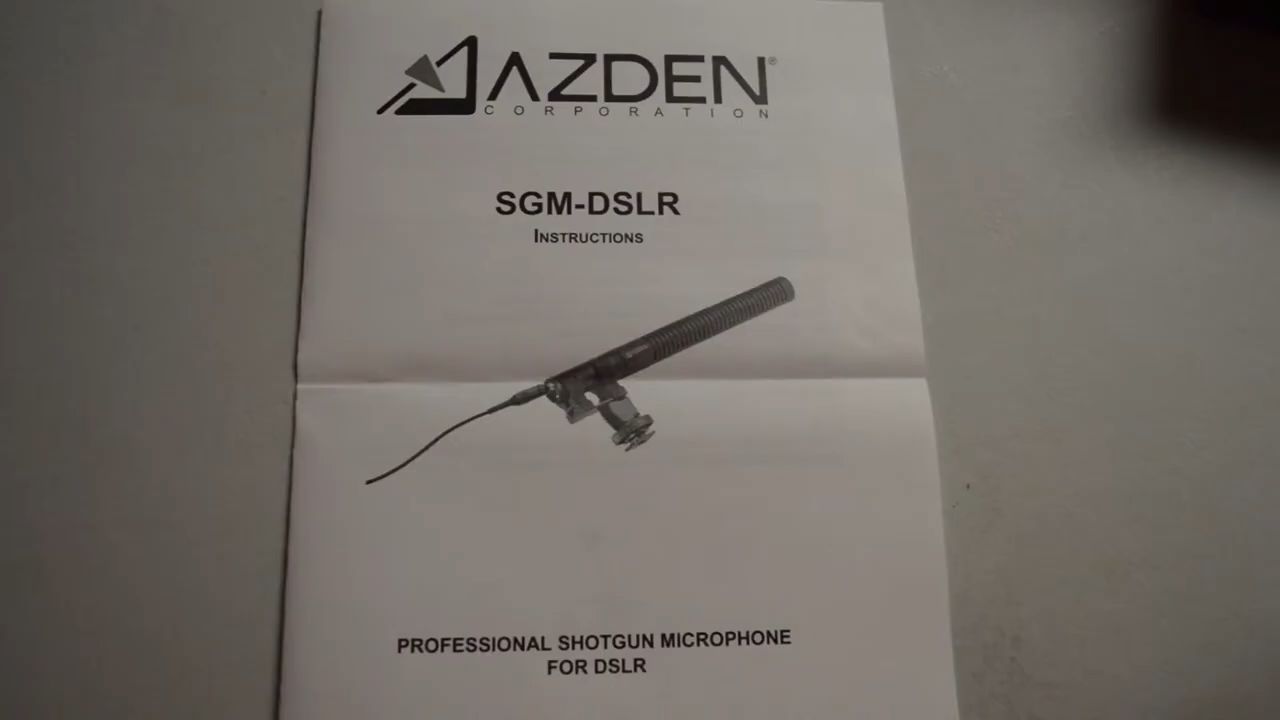 AZDEN®
CORPORATION
SGM-DSLR
INSTRUCTIONS
PROFESSIONAL SHOTGUN MICROPHONE
FOR DSLR